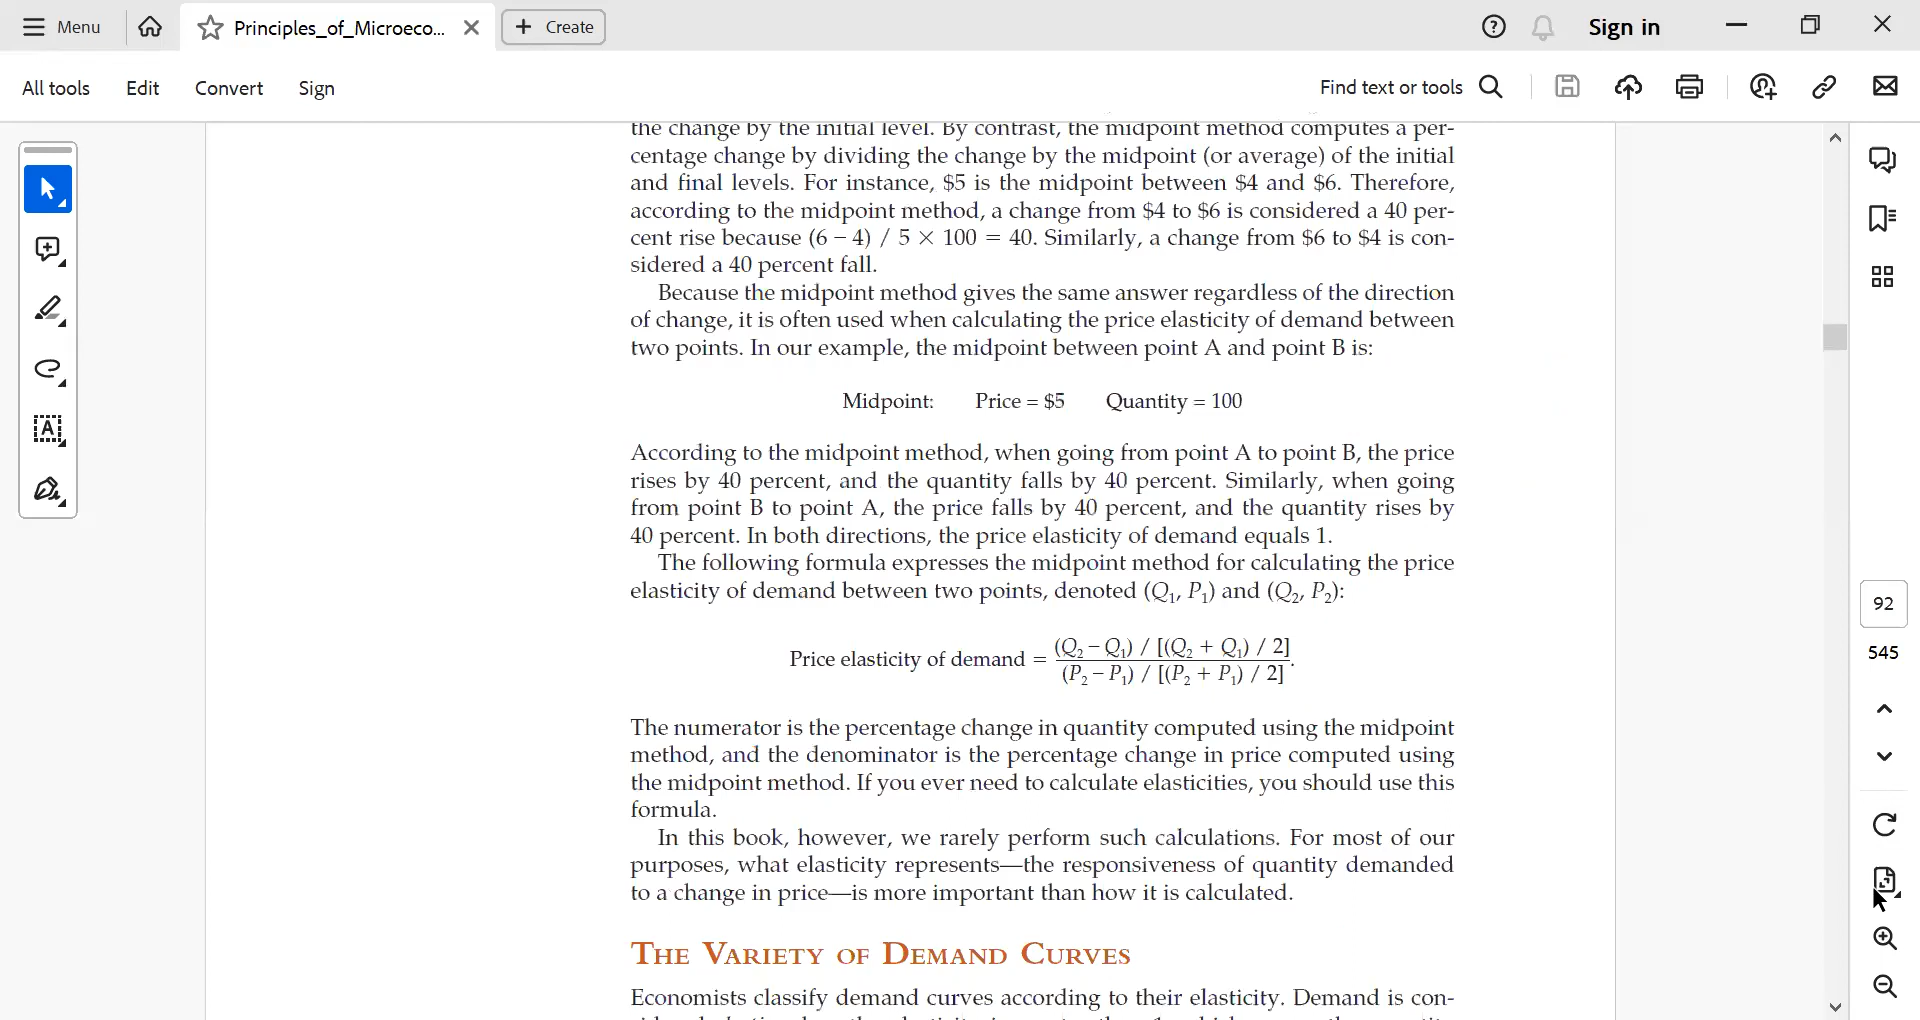 Menu
Principles_of_Microeco...
Create
Sign in
All tools
Edit
Convert
Sign
Find text or tools
the change by the initial level. By contrast, the midpoint method computes a per-
centage change by dividing the change by the midpoint (or average) of the initial
and final levels. For instance, $5 is the midpoint between $4 and $6. Therefore,
according to the midpoint method, a change from $4 to $6 is considered a 40 per-
cent rise because (6 − 4) / 5 × 100 = 40. Similarly, a change from $6 to $4 is con-
sidered a 40 percent fall.
Because the midpoint method gives the same answer regardless of the direction
of change, it is often used when calculating the price elasticity of demand between
two points. In our example, the midpoint between point A and point B is:
Midpoint: Price = $5 Quantity = 100
According to the midpoint method, when going from point A to point B, the price
rises by 40 percent, and the quantity falls by 40 percent. Similarly, when going
from point B to point A, the price falls by 40 percent, and the quantity rises by
40 percent. In both directions, the price elasticity of demand equals 1.
The following formula expresses the midpoint method for calculating the price
elasticity of demand between two points, denoted (Q₁, P₁) and (Q₂, P₂):
Price elasticity of demand = (Q₂ − Q₁) / [(Q₂ + Q₁) / 2]
(P₂ − P₁) / [(P₂ + P₁) / 2].
The numerator is the percentage change in quantity computed using the midpoint
method, and the denominator is the percentage change in price computed using
the midpoint method. If you ever need to calculate elasticities, you should use this
formula.
In this book, however, we rarely perform such calculations. For most of our
purposes, what elasticity represents—the responsiveness of quantity demanded
to a change in price—is more important than how it is calculated.
THE VARIETY OF DEMAND CURVES
Economists classify demand curves according to their elasticity. Demand is con-
92
545